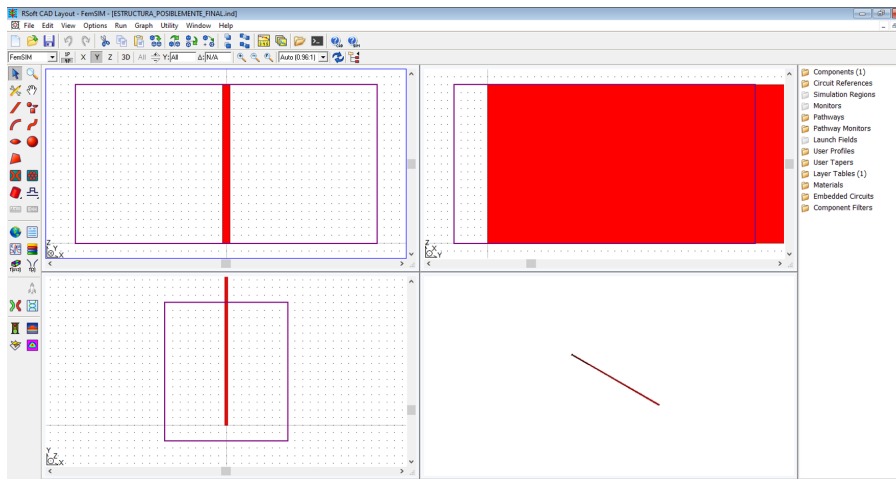 RSoft CAD Layout - FemSIM - [ESTRUCTURA_POSIBLEMENTE_FINAL.ind]
File Edit View Options Run Graph Utility Window Help
FemSIM X Y Z 3D All Y: All Δ: N/A [Auto (0.96:1)]
Components (1)
Circuit References
Simulation Regions
Monitors
Pathways
Pathway Monitors
Launch Fields
User Profiles
User Tapers
Layer Tables (1)
Materials
Embedded Circuits
Component Filters
Z
Y
X
Z
X
Y
Y
Z
X